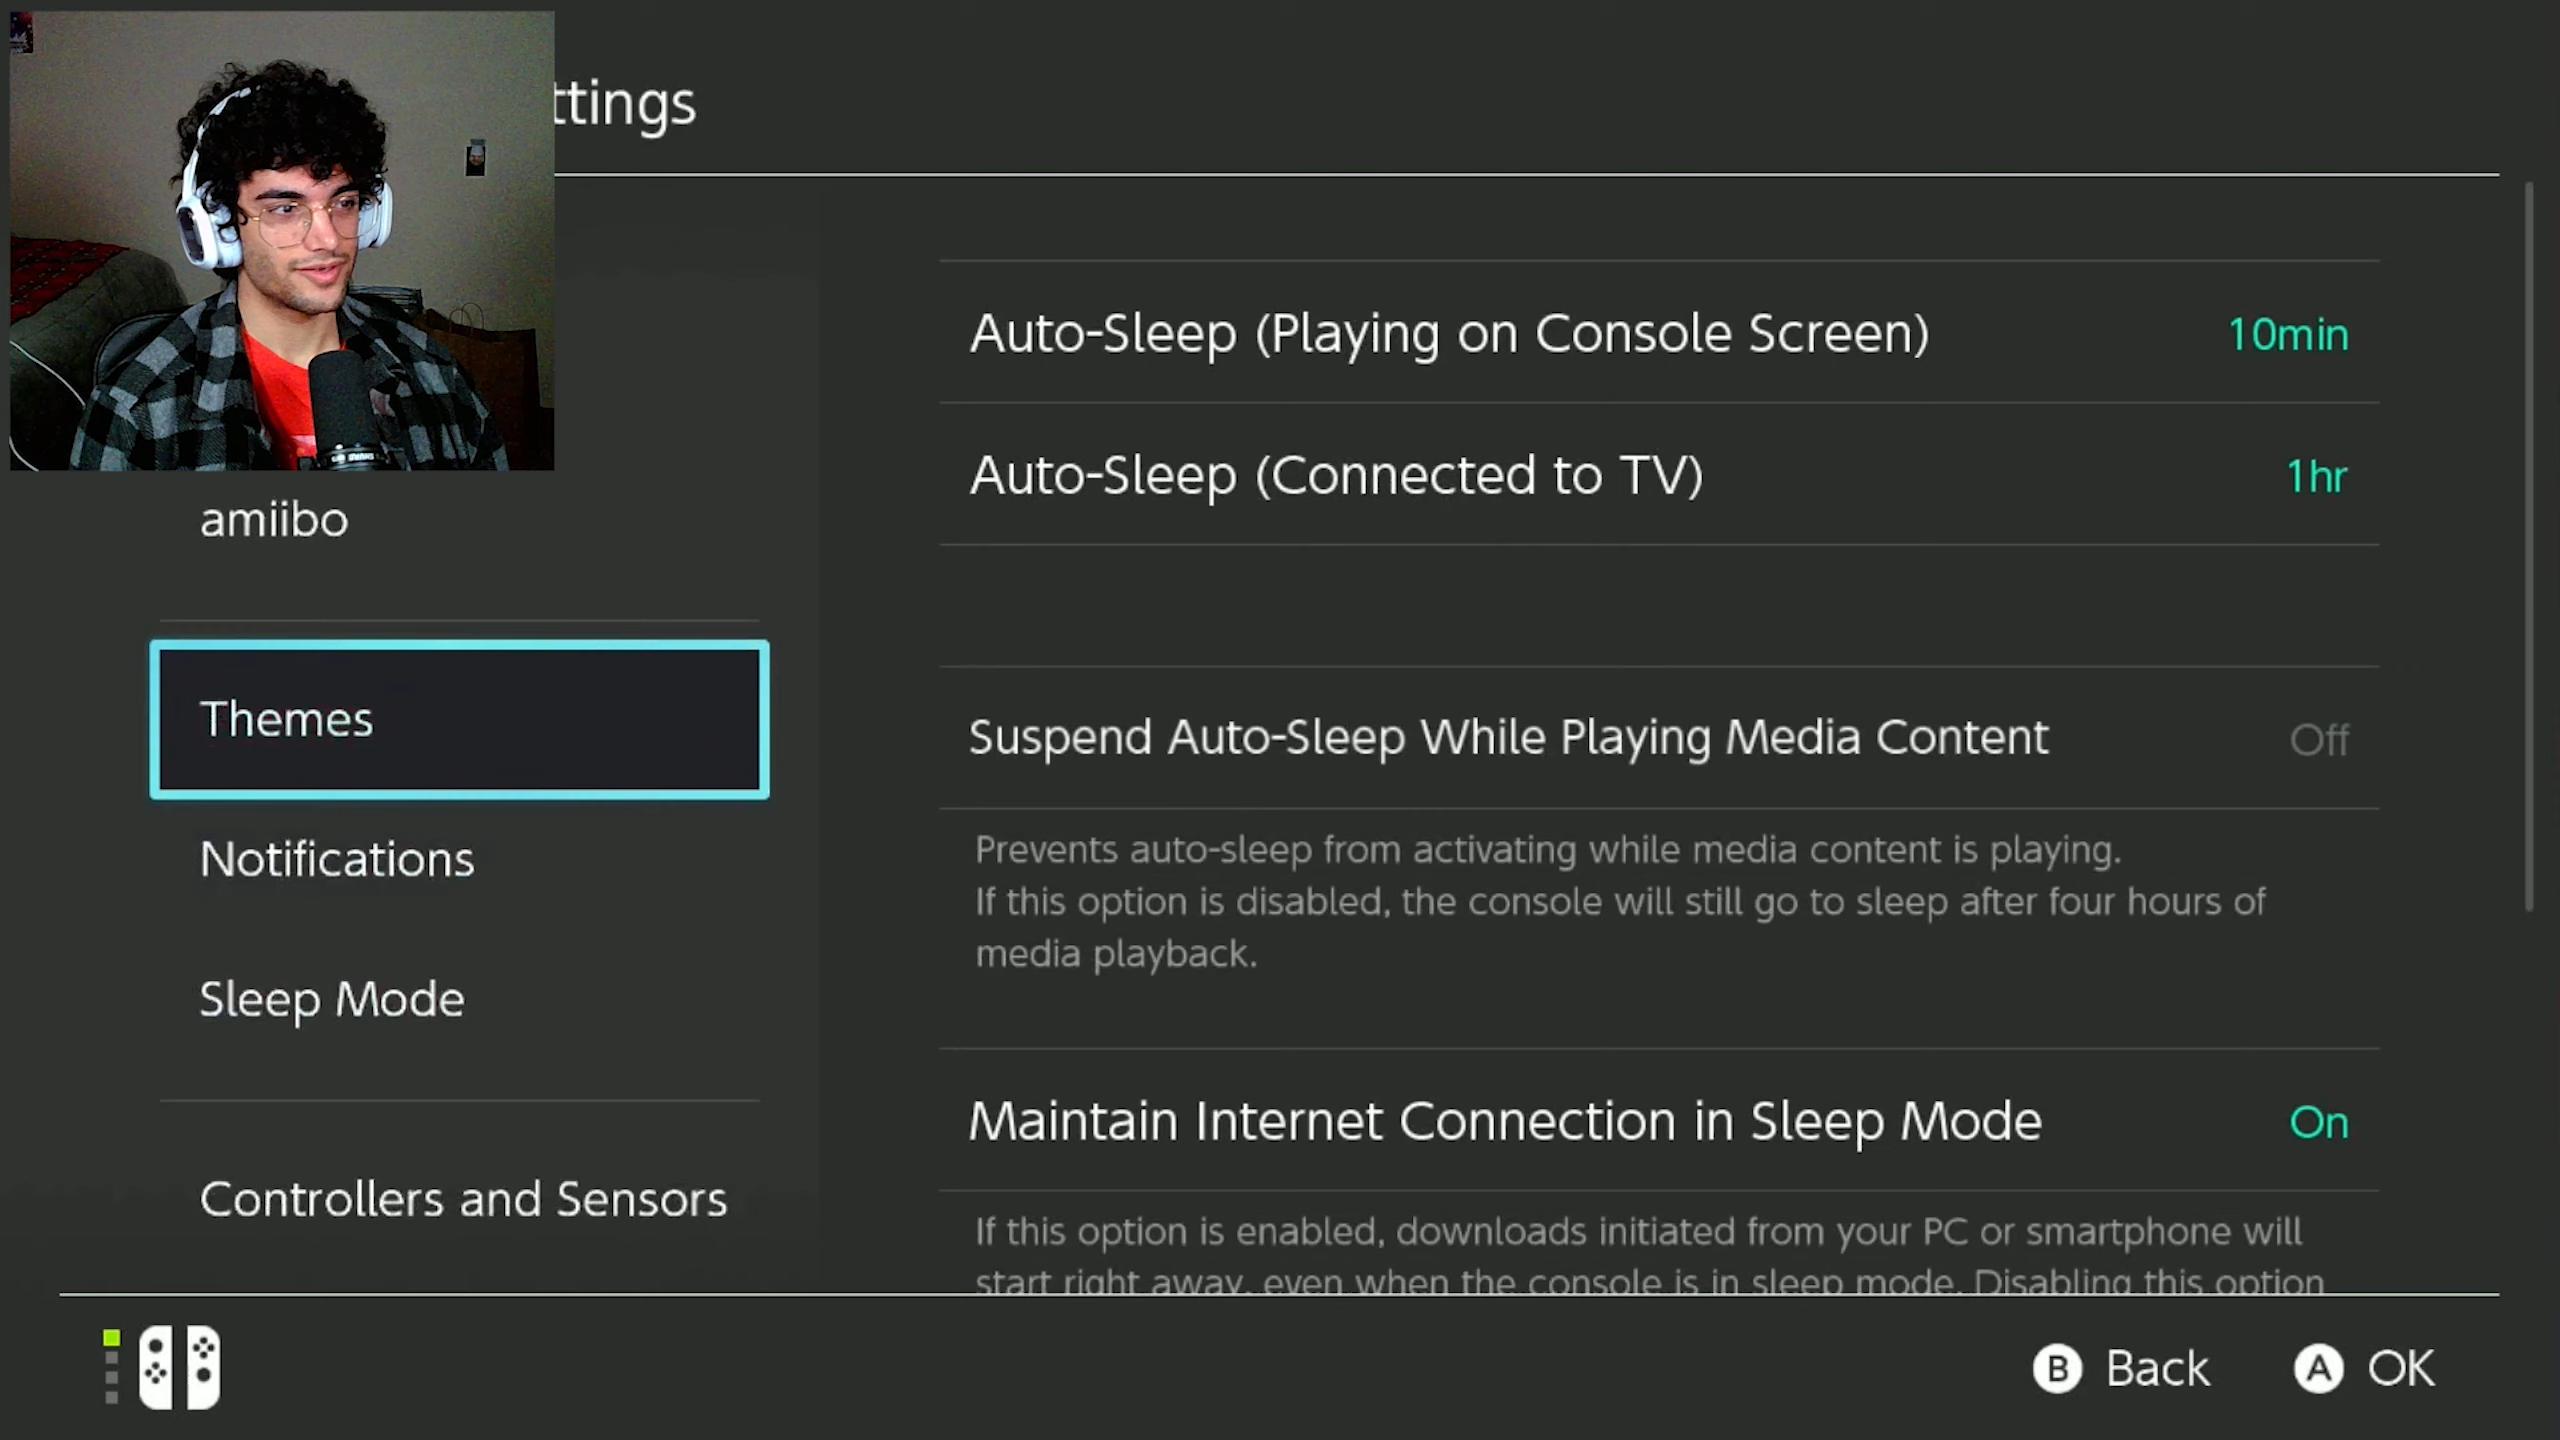 ttings
amiibo
Themes
Notifications
Sleep Mode
Controllers and Sensors
Auto-Sleep (Playing on Console Screen) 10min
Auto-Sleep (Connected to TV) 1hr
Suspend Auto-Sleep While Playing Media Content Off
Prevents auto-sleep from activating while media content is playing.
If this option is disabled, the console will still go to sleep after four hours of
media playback.
Maintain Internet Connection in Sleep Mode On
If this option is enabled, downloads initiated from your PC or smartphone will
start right away, even when the console is in sleep mode. Disabling this option
B Back A OK